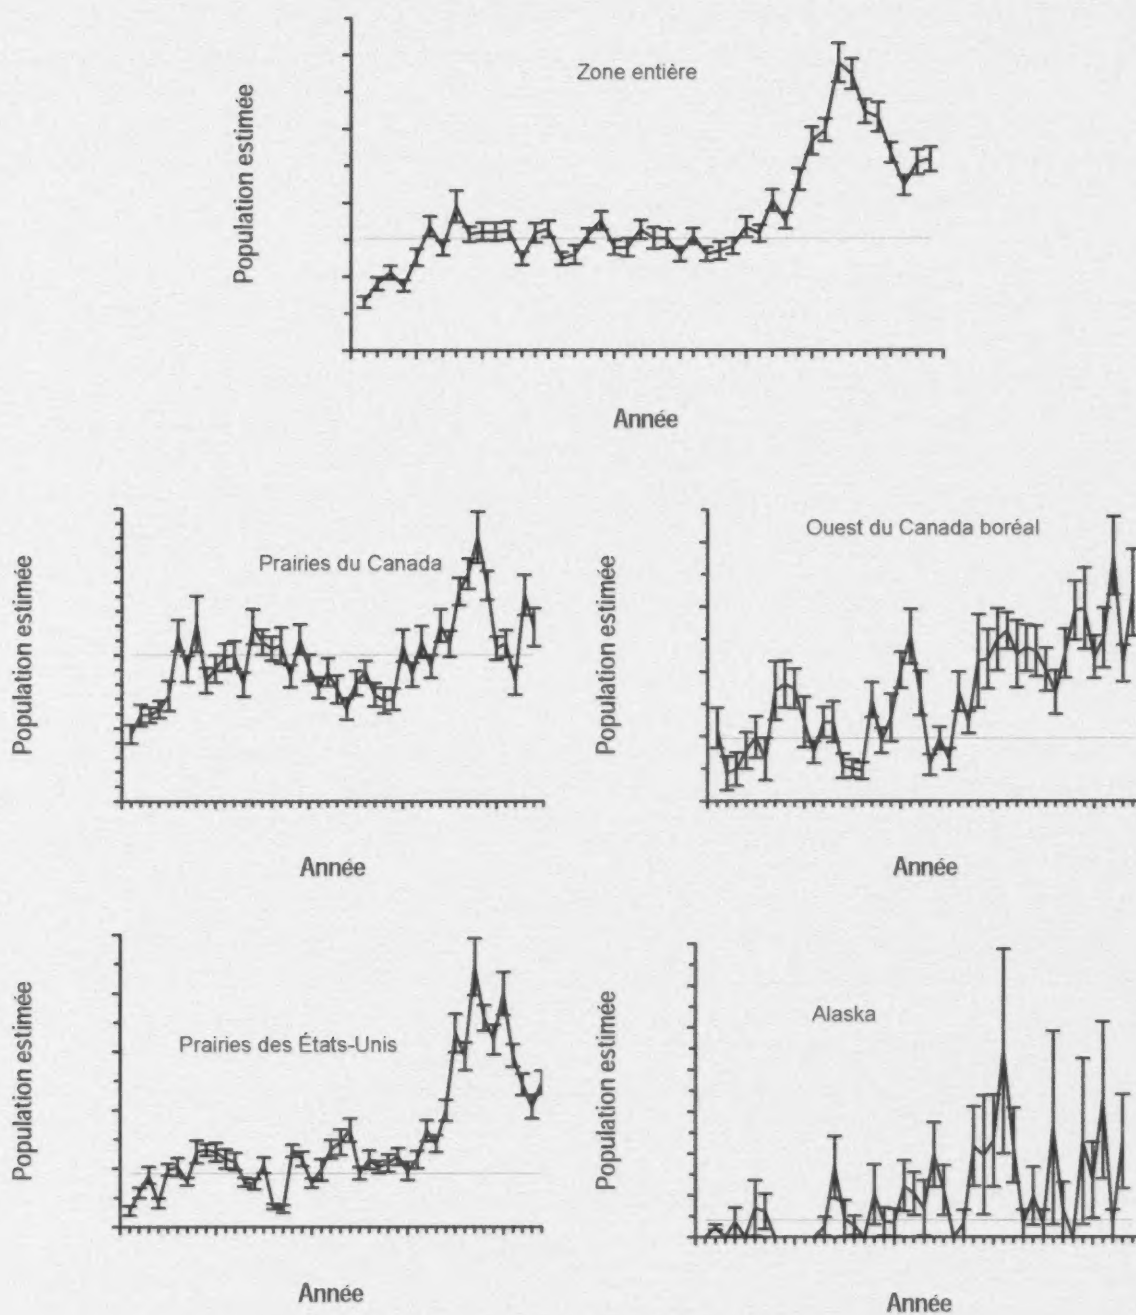 Zone entière
Population estimée
Année
Prairies du Canada
Population estimée
Année
Ouest du Canada boréal
Population estimée
Année
Prairies des États-Unis
Population estimée
Année
Alaska
Population estimée
Année